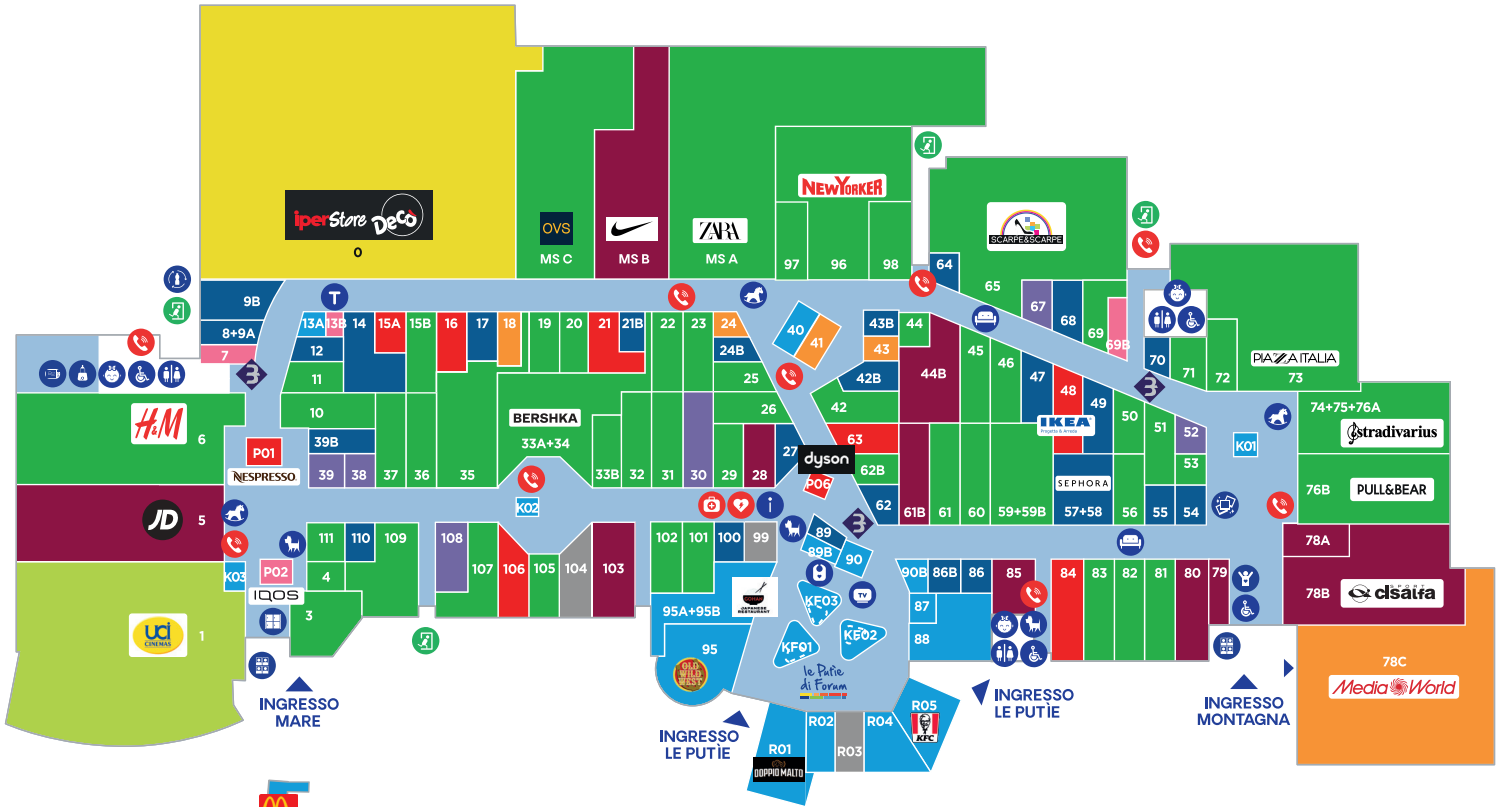 iperStore Decò
0
OVS
MS C
MS B
ZARA
MS A
NEWYORKER
97
96
98
SCARPE&SCARPE
64
65
67
68
69
69B
9B
8+9A
7
T
13A
13B
14
15A
15B
16
17
18
19
20
21
21B
22
23
24
24B
25
26
12
11
10
40
41
43B
43
42B
42
44
44B
45
46
47
48
49
50
51
52
53
70
71
72
PIAZZA ITALIA
73
74+75+76A
stradivarius
76B
PULL&BEAR
K01
H&M
6
P01
NESPRESSO
39B
39
38
37
36
35
BERSHKA
33A+34
33B
32
31
30
29
28
27
dyson
P06
63
62B
62
61B
61
60
59+59B
IKEA
Progetta & Arreda
SEPHORA
57+58
56
55
54
JD
5
K02
K03
P02
IQOS
111
110
109
4
3
108
107
106
105
104
103
102
101
100
99
i
89
89B
90
90B
86B
86
87
88
85
84
83
82
81
80
79
78A
78B
SPORT
cisalfa
uci
CINEMAS
1
JAPANESE
RESTAURANT
95A+95B
95
OLD
WILD
WEST
KF03
KF02
KF01
TV
le Putìe
di Forum
78C
Media World
INGRESSO
MARE
INGRESSO
LE PUTÌE
INGRESSO
LE PUTÌE
INGRESSO
MONTAGNA
R01
DOPPIO MALTO
R02
R03
R04
R05
KFC